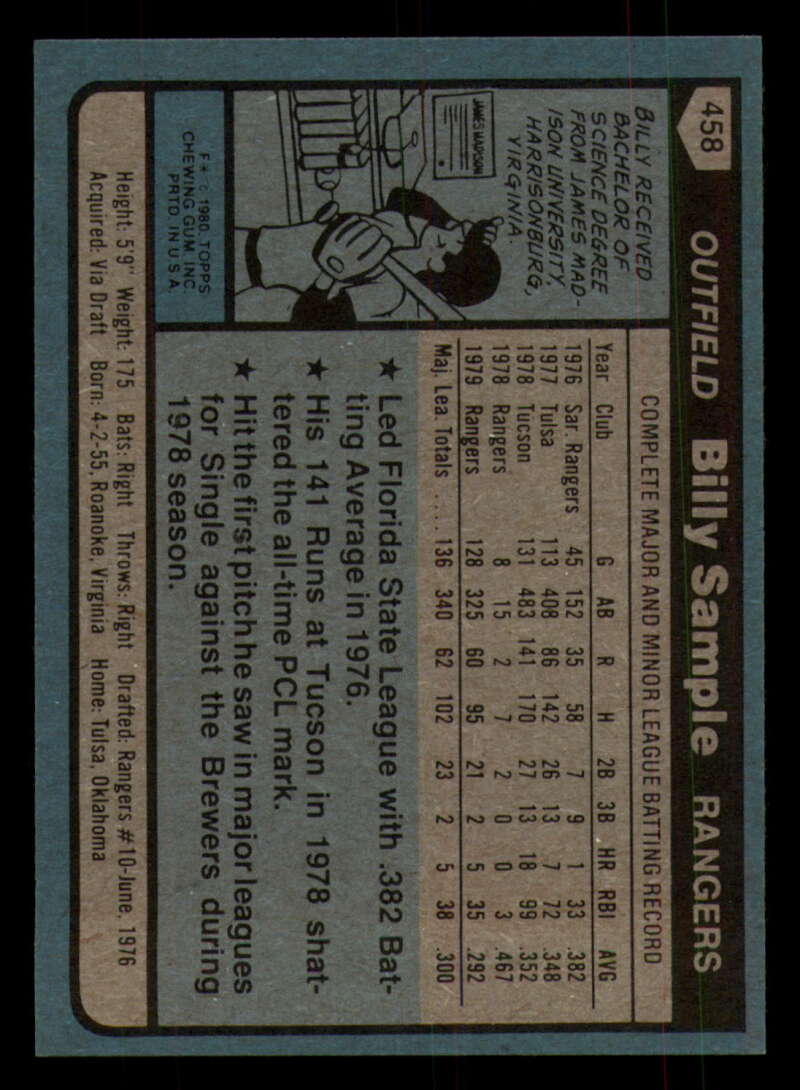 458 OUTFIELD Billy Sample RANGERS
BILLY RECEIVED
BACHELOR OF
SCIENCE DEGREE
FROM JAMES MAD-
ISON UNIVERSITY
HARRISONBURG,
VIRGINIA.
JAMES MADISON
F * © 1980 TOPPS
CHEWING GUM INC.
PRTD. IN U.S.A.
COMPLETE MAJOR AND MINOR LEAGUE BATTING RECORD
Year Club G AB R H 2B 3B HR RBI AVG
1976 Sar. Rangers 45 152 35 58 7 9 1 33 .382
1977 Tulsa 113 408 86 142 26 13 7 72 .348
1978 Tucson 131 483 141 170 27 13 18 99 .352
1978 Rangers 8 15 2 7 2 0 0 3 .467
1979 Rangers 128 325 60 95 21 2 5 35 .292
Maj. Lea Totals .... 136 340 62 102 23 2 5 38 .300
★ Led Florida State League with .382 Bat-
ting Average in 1976.
★ His 141 Runs at Tucson in 1978 shat-
tered the all-time PCL mark.
★ Hit the first pitch he saw in major leagues
for Single against the Brewers during
1978 season.
Height: 5'9" Weight: 175 Bats: Right Throws: Right Drafted: Rangers #10-June, 1976
Acquired: Via Draft Born: 4-2-55, Roanoke, Virginia Home: Tulsa, Oklahoma